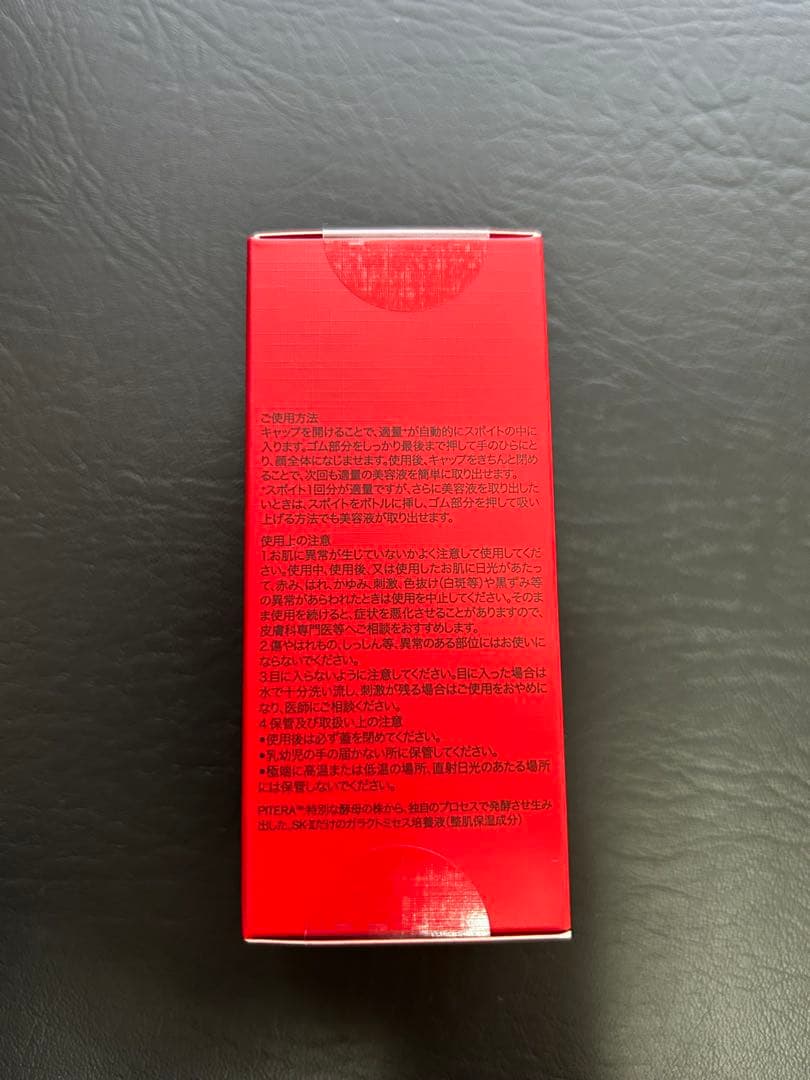 ご使用方法
キャップを開けることで、適量*が自動的にスポイトの中に
入ります。ゴム部分をしっかり最後まで押して手のひらにと
り、顔全体になじませます。使用後、キャップをきちんと閉め
ることで、次回も適量の美容液を簡単に取り出せます。
*スポイト1回分が適量ですが、さらに美容液を取り出した
いときは、スポイトをボトルに挿し、ゴム部分を押して吸い
上げる方法でも美容液が取り出せます。
使用上の注意
1.お肌に異常が生じていないかよく注意して使用してくだ
さい。使用中、使用後、又は使用したお肌に日光があたっ
て、赤み、はれ、かゆみ、刺激、色抜け(白斑等)や黒ずみ等
の異常があらわれたときは使用を中止してください。そのま
ま使用を続けると、症状を悪化させることがありますので、
皮膚科専門医等へご相談をおすすめします。
2.傷やはれもの、しっしん等、異常のある部位にはお使いに
ならないでください。
3.目に入らないように注意してください。目に入った場合は
水で十分洗い流し、刺激が残る場合はご使用をおやめに
なり、医師にご相談ください。
4.保管及び取扱い上の注意
●使用後は必ず蓋を閉めてください。
●乳幼児の手の届かない所に保管してください。
●極端に高温または低温の場所、直射日光のあたる場所
には保管しないでください。
PITERA™:特別な酵母の株から、独自のプロセスで発酵させ生み
出した、SK-Ⅱだけのガラクトミセス培養液(整肌保湿成分)